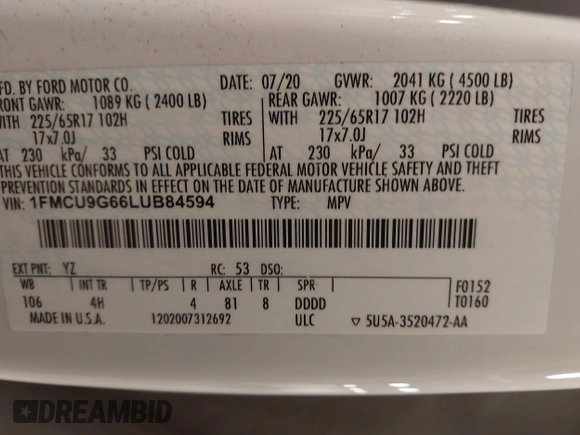 FD. BY FORD MOTOR CO. DATE: 07/20 GVWR: 2041 KG ( 4500 LB)
RONT GAWR: 1089 KG ( 2400 LB) REAR GAWR: 1007 KG ( 2220 LB)
WITH 225/65R17 102H TIRES WITH 225/65R17 102H TIRES
17x7.0J RIMS 17x7.0J RIMS
AT 230 kPa/ 33 PSI COLD AT 230 kPa/ 33 PSI COLD
THIS VEHICLE CONFORMS TO ALL APPLICABLE FEDERAL MOTOR VEHICLE SAFETY AND THEFT
PREVENTION STANDARDS IN EFFECT ON THE DATE OF MANUFACTURE SHOWN ABOVE.
VIN: 1FMCU9G66LUB84594 TYPE: MPV
EXT PNT: YZ RC: 53 DSO:
WB INT TR TP/PS R AXLE TR SPR F0152
106 4H 4 81 8 DDDD T0160
MADE IN U.S.A. 1202007312692 ULC ▽ 5U5A-3520472-AA
DREAMBID